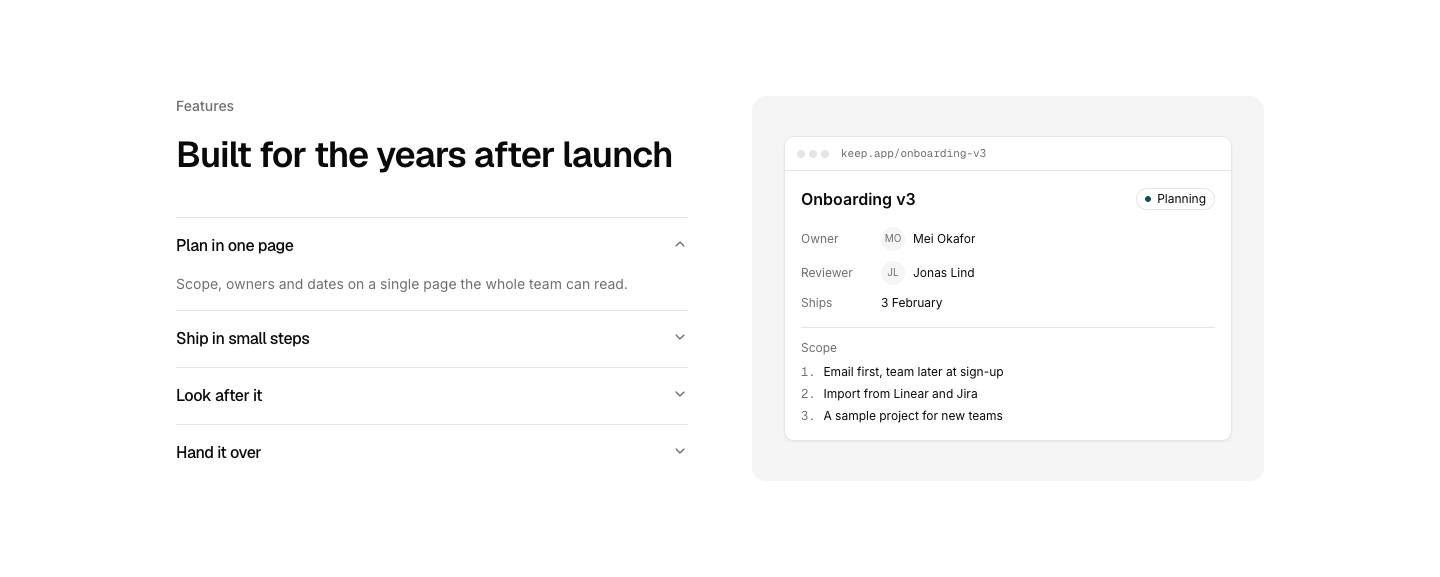 Features
Built for the years after launch
Plan in one page
Scope, owners and dates on a single page the whole team can read.
Ship in small steps
Look after it
Hand it over
keep.app/onboarding-v3
Onboarding v3
Planning
Owner MO Mei Okafor
Reviewer JL Jonas Lind
Ships 3 February
Scope
1. Email first, team later at sign-up
2. Import from Linear and Jira
3. A sample project for new teams